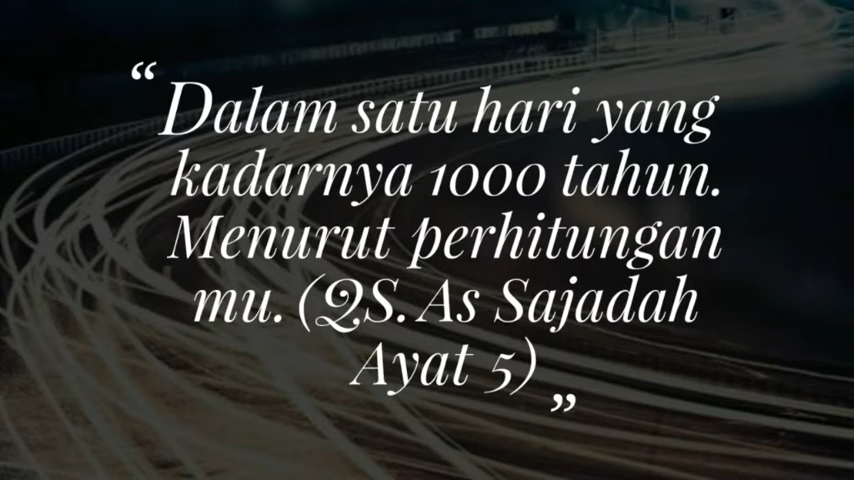 “Dalam satu hari yang
kadarnya 1000 tahun.
Menurut perhitungan
mu. (QS. As Sajadah
Ayat 5)”